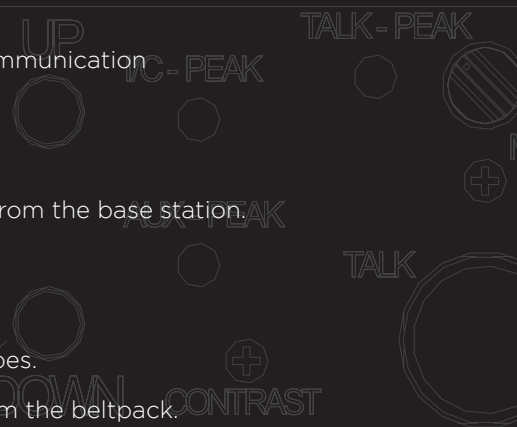 TALK - PEAK
UP
mmunication
I/C - PEAK
rom the base station.
AUX - PEAK
TALK
pes.
DOWN
CONTRAST
m the beltpack.